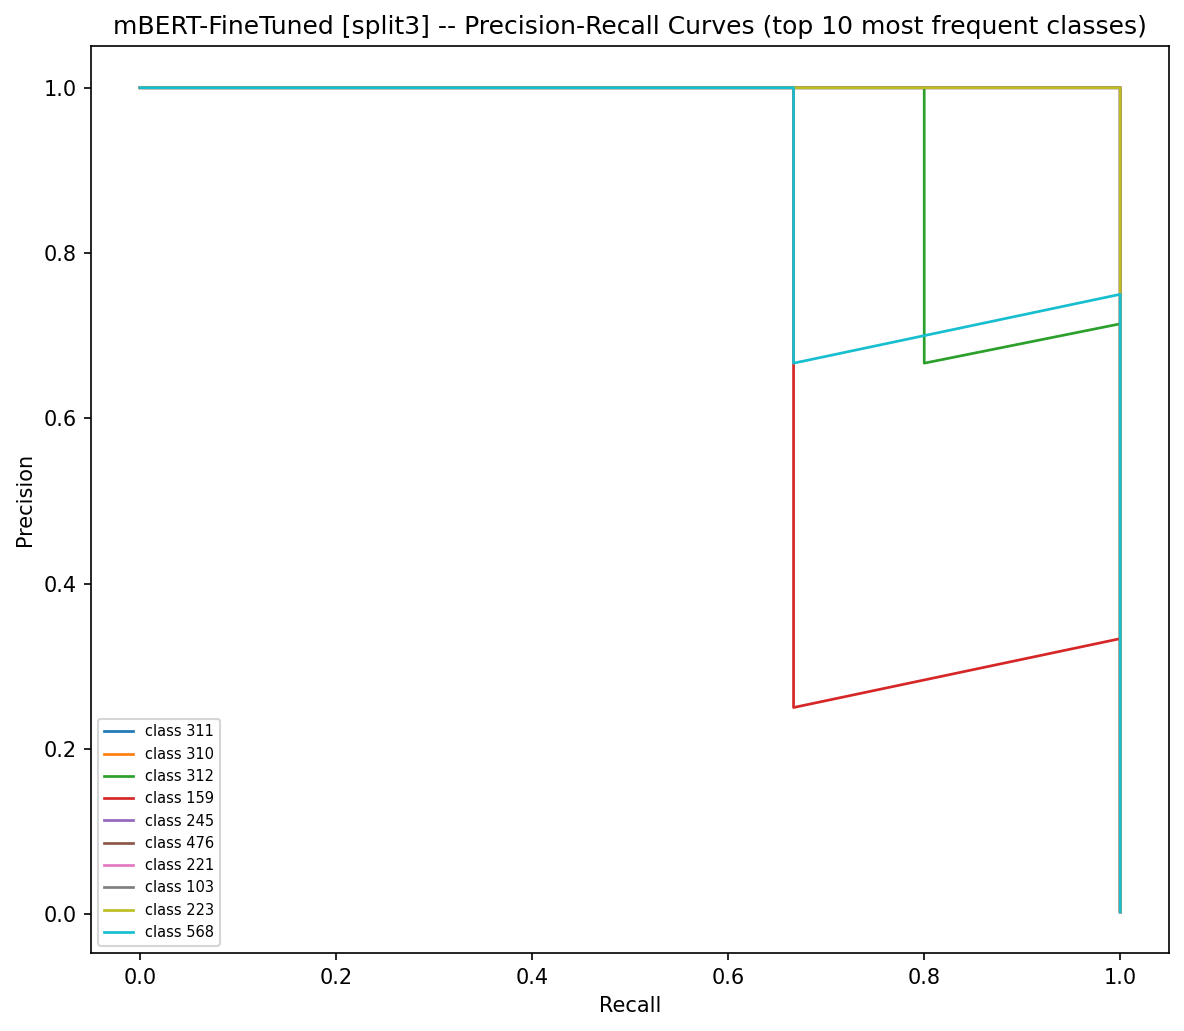 mBERT-FineTuned [split3] -- Precision-Recall Curves (top 10 most frequent classes)
1.0
0.8
0.6
0.4
0.2
0.0
Precision
class 311
class 310
class 312
class 159
class 245
class 476
class 221
class 103
class 223
class 568
0.0 0.2 0.4 0.6 0.8 1.0
Recall